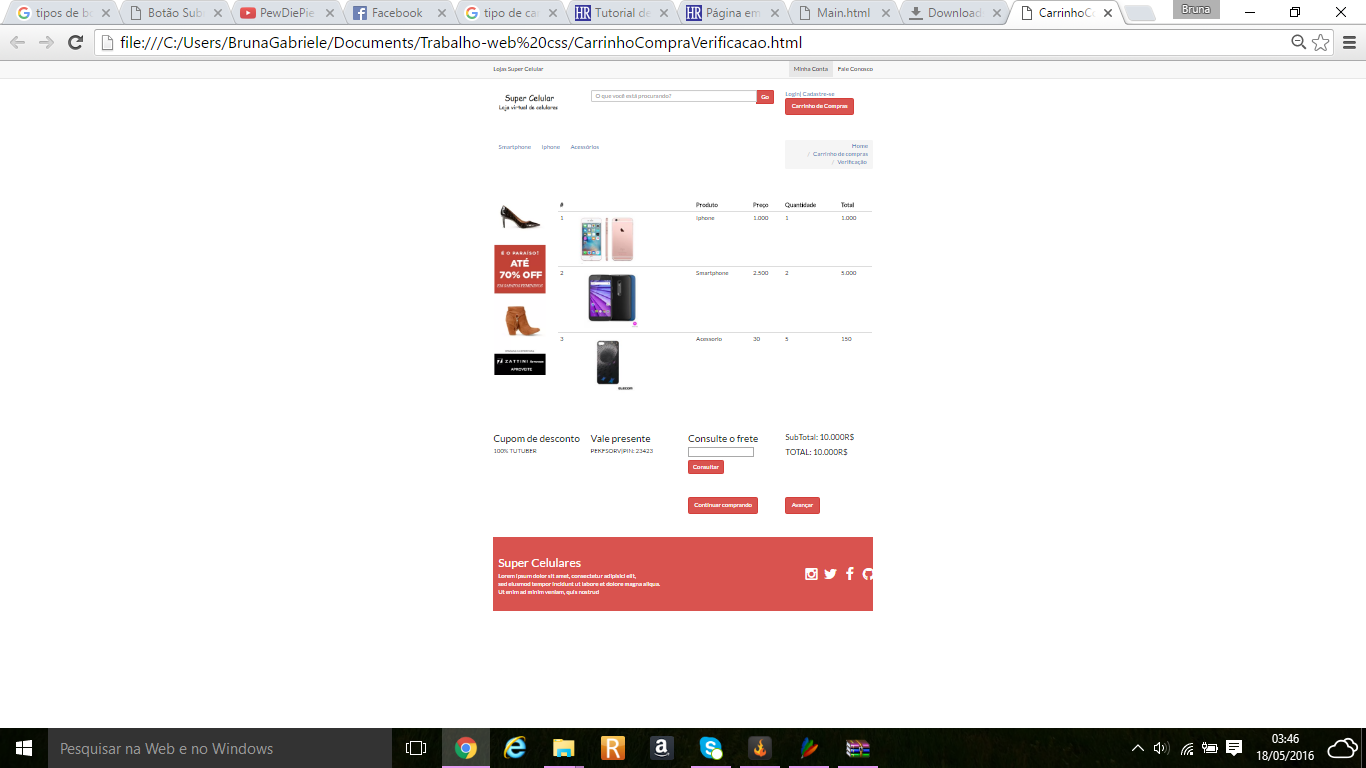 tipos de bo
Botão Subm
PewDiePie
Facebook
tipo de car
Tutorial de
Página em
Main.html
Download
CarrinhoCo
Bruna
file:///C:/Users/BrunaGabriele/Documents/Trabalho-web%20css/CarrinhoCompraVerificacao.html
Lojas Super Celular
Minha Conta
Fale Conosco
Super Celular
Loja virtual de celulares
O que você está procurando?
Go
Login| Cadastre-se
Carrinho de Compras
Smartphone
Iphone
Acessórios
Home
/ Carrinho de compras
/ Verificação
# Produto Preço Quantidade Total
1 Iphone 1.000 1 1.000
2 Smartphone 2,500 2 5.000
3 Acessorio 30 5 150
É O PARAÍSO?
ATÉ
70% OFF
EM SAPATOS FEMININOS
ZATTINI
APROVEITE
Cupom de desconto
100% TUTUBER
Vale presente
PEKFSORV|PIN: 23423
Consulte o frete
Consultar
SubTotal: 10.000R$
TOTAL: 10.000R$
Continuar comprando
Avançar
Super Celulares
Lorem ipsum dolor sit amet, consectetur adipisici elit,
sed eiusmod tempor incidunt ut labore et dolore magna aliqua.
Ut enim ad minim veniam, quis nostrud
Pesquisar na Web e no Windows
03:46
18/05/2016